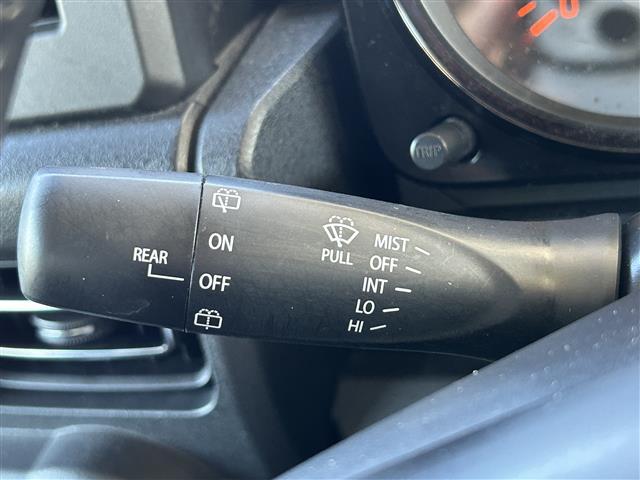 TRIP
REAR
ON
OFF
PULL
MIST
OFF
INT
LO
HI